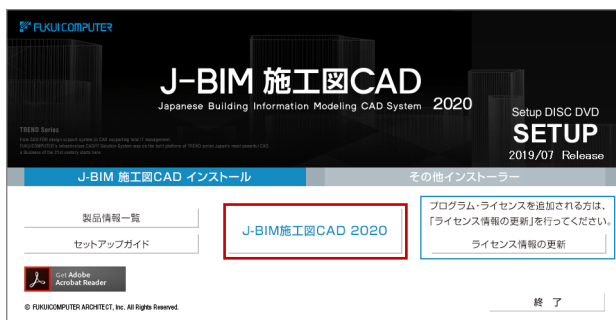 FUKUI COMPUTER
J-BIM 施工図CAD
Japanese Building Information Modeling CAD System 2020
Setup DISC DVD
SETUP
2019/07 Release
TREND Series
J-BIM 施工図CAD インストール
その他インストーラー
製品情報一覧
セットアップガイド
J-BIM施工図CAD 2020
プログラム・ライセンスを追加される方は、
「ライセンス情報の更新」を行ってください。
ライセンス情報の更新
Get Adobe
Acrobat Reader
© FUKUICOMPUTER ARCHITECT, Inc. All Rights Reserved.
終 了